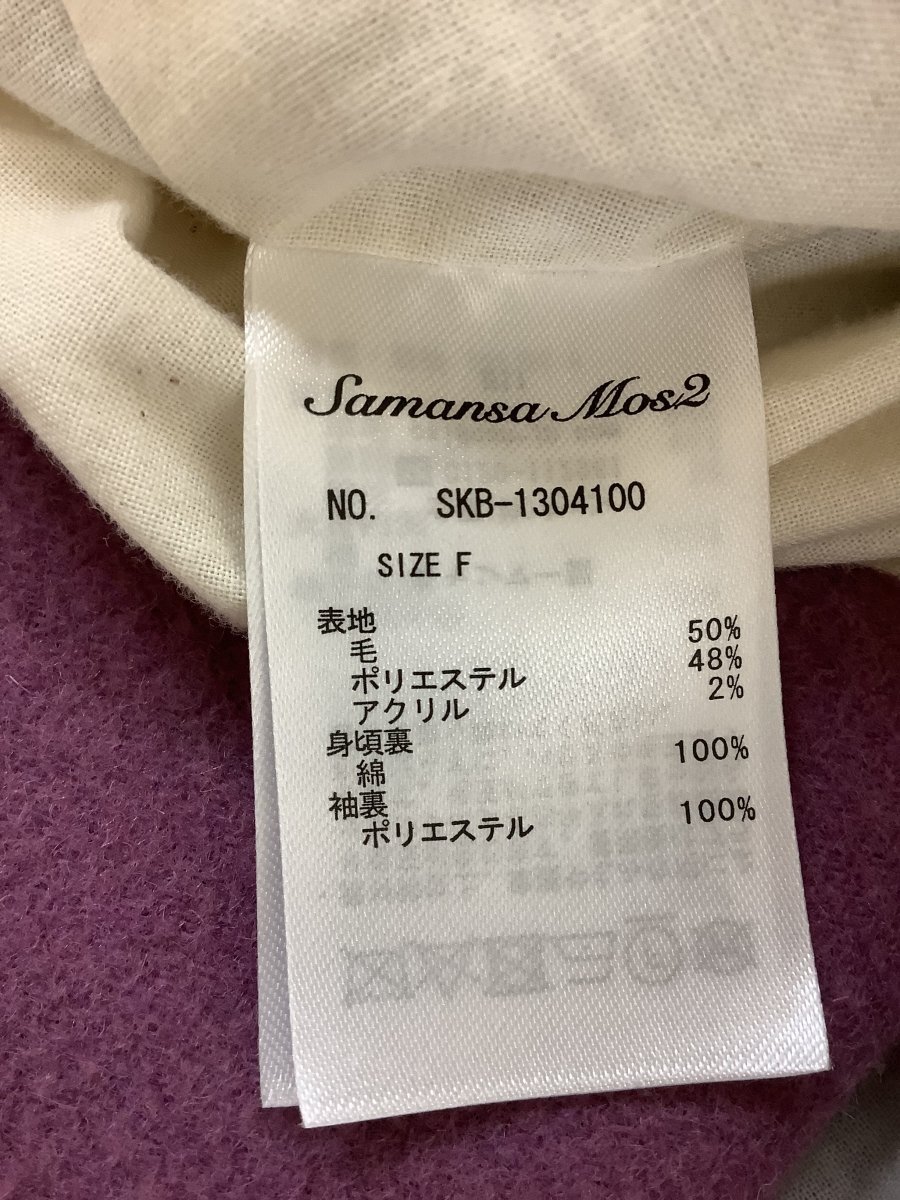 Samansa Mos2
NO. SKB-1304100
SIZE F
表地
毛 50%
ポリエステル 48%
アクリル 2%
身頃裏
綿 100%
袖裏
ポリエステル 100%